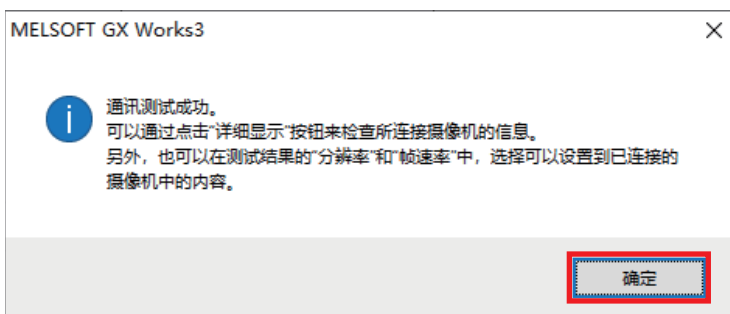 MELSOFT GX Works3
通讯测试成功。
可以通过点击"详细显示"按钮来检查所连接摄像机的信息。
另外，也可以在测试结果的"分辨率"和"帧速率"中，选择可以设置到已连接的
摄像机中的内容。
确定